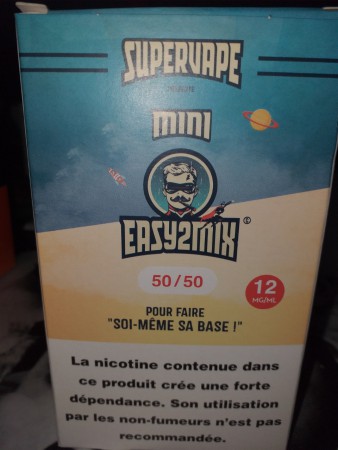 SUPERVAPE
mini
EASY2MIX
50/50
12
MG/ML
POUR FAIRE
"SOI-MÊME SA BASE !"
La nicotine contenue dans
ce produit crée une forte
dépendance. Son utilisation
par les non-fumeurs n'est pas
recommandée.